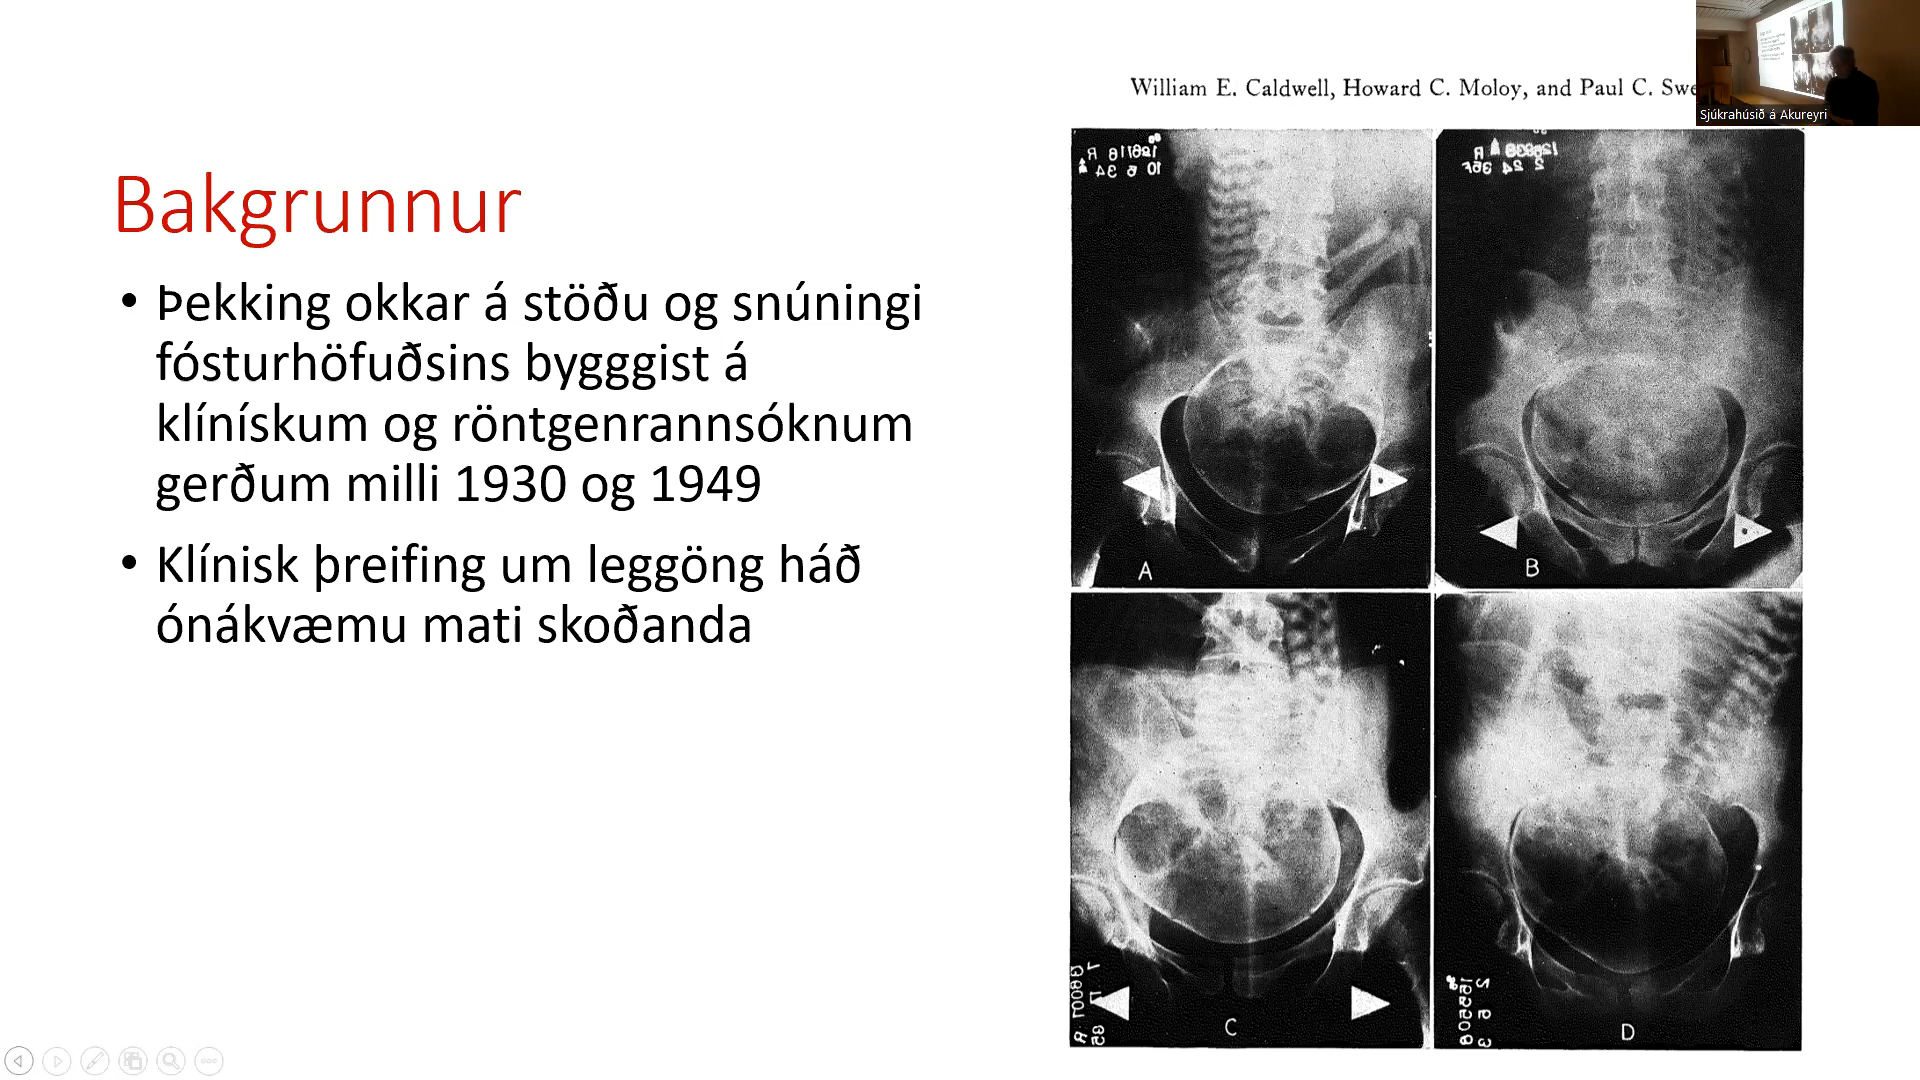 William E. Caldwell, Howard C. Moloy, and Paul C. Swe
Sjúkrahúsið á Akureyri
Bakgrunnur
• Þekking okkar á stöðu og snúningi
fósturhöfuðsins bygggist á
klínískum og röntgenrannsóknum
gerðum milli 1930 og 1949
• Klínisk þreifing um leggöng háð
ónákvæmu mati skoðanda
A
B
C
D